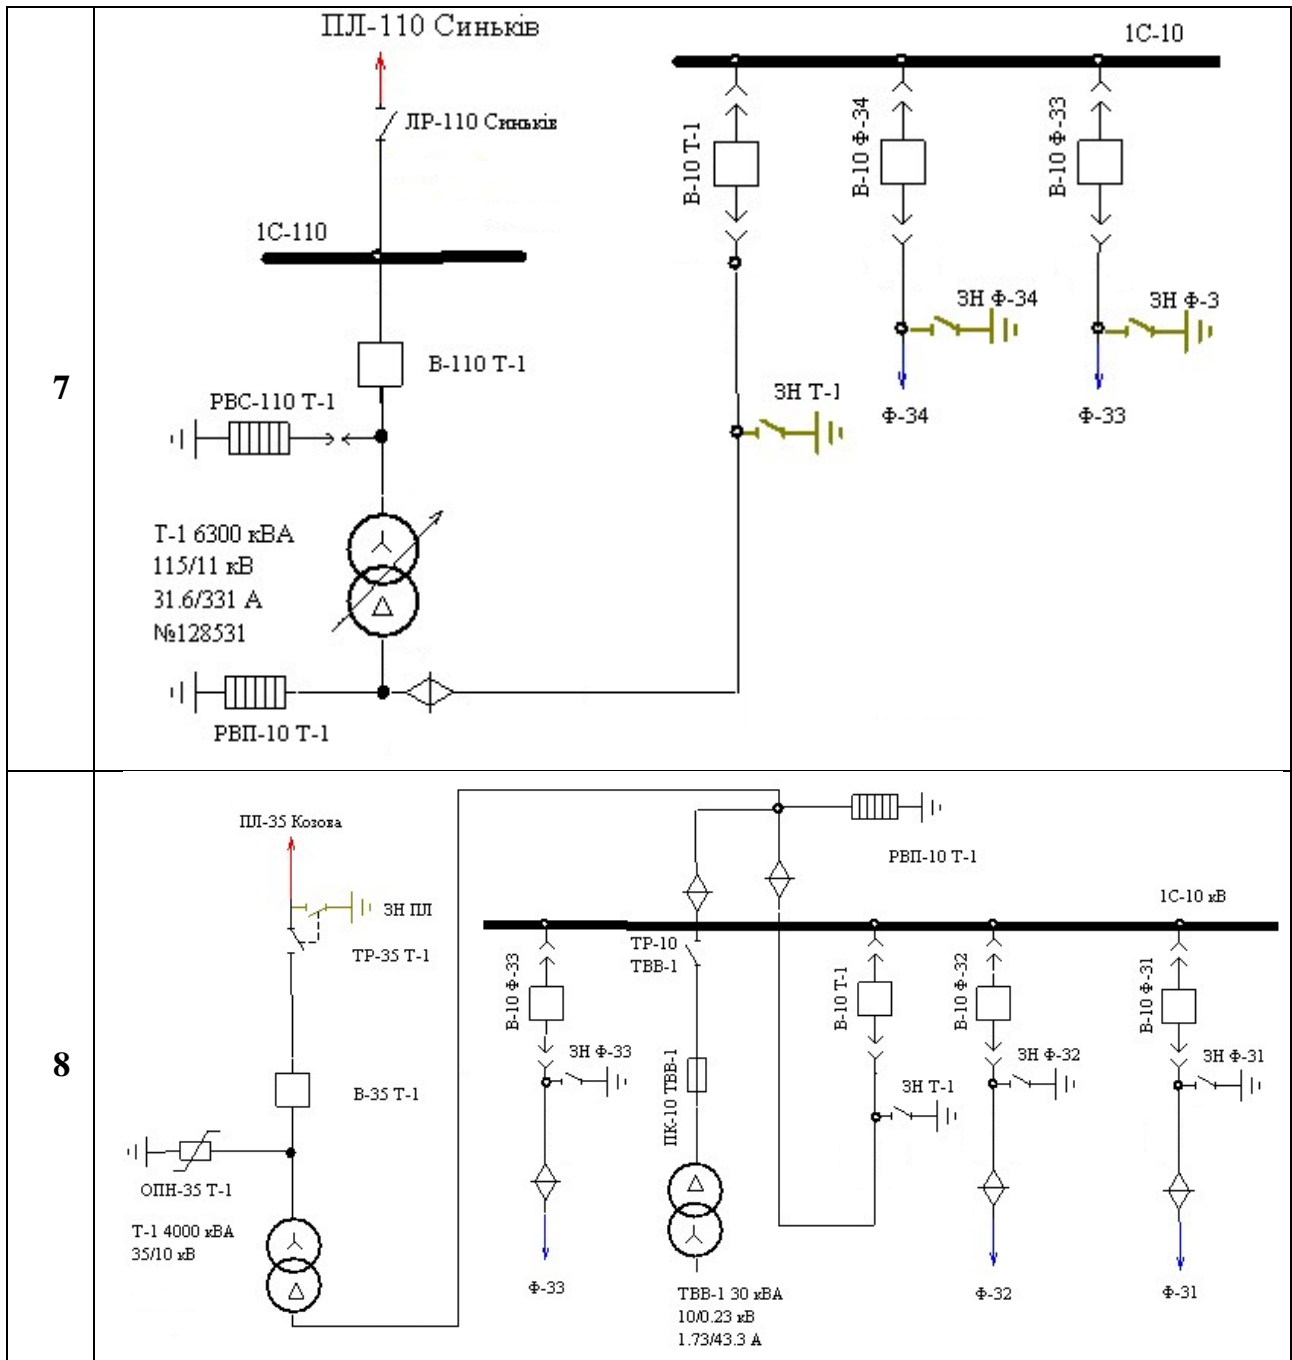 7
ПЛ-110 Синьків
ЛР-110 Синьків
1С-110
В-110 Т-1
РВС-110 Т-1
Т-1 6300 кВА
115/11 кВ
31.6/331 А
№128531
РВП-10 Т-1
1С-10
В-10 Т-1
В-10 Ф-34
В-10 Ф-33
ЗН Ф-34
ЗН Ф-3
ЗН Т-1
Ф-34
Ф-33
8
ПЛ-35 Козова
ЗН ПЛ
ТР-35 Т-1
В-35 Т-1
ОПН-35 Т-1
Т-1 4000 кВА
35/10 кВ
РВП-10 Т-1
1С-10 кВ
В-10 Ф-33
ТР-10
ТВВ-1
В-10 Т-1
В-10 Ф-32
В-10 Ф-31
ЗН Ф-33
ПК-10 ТВВ-1
ЗН Т-1
ЗН Ф-32
ЗН Ф-31
Ф-33
ТВВ-1 30 кВА
10/0.23 кВ
1.73/43.3 А
Ф-32
Ф-31